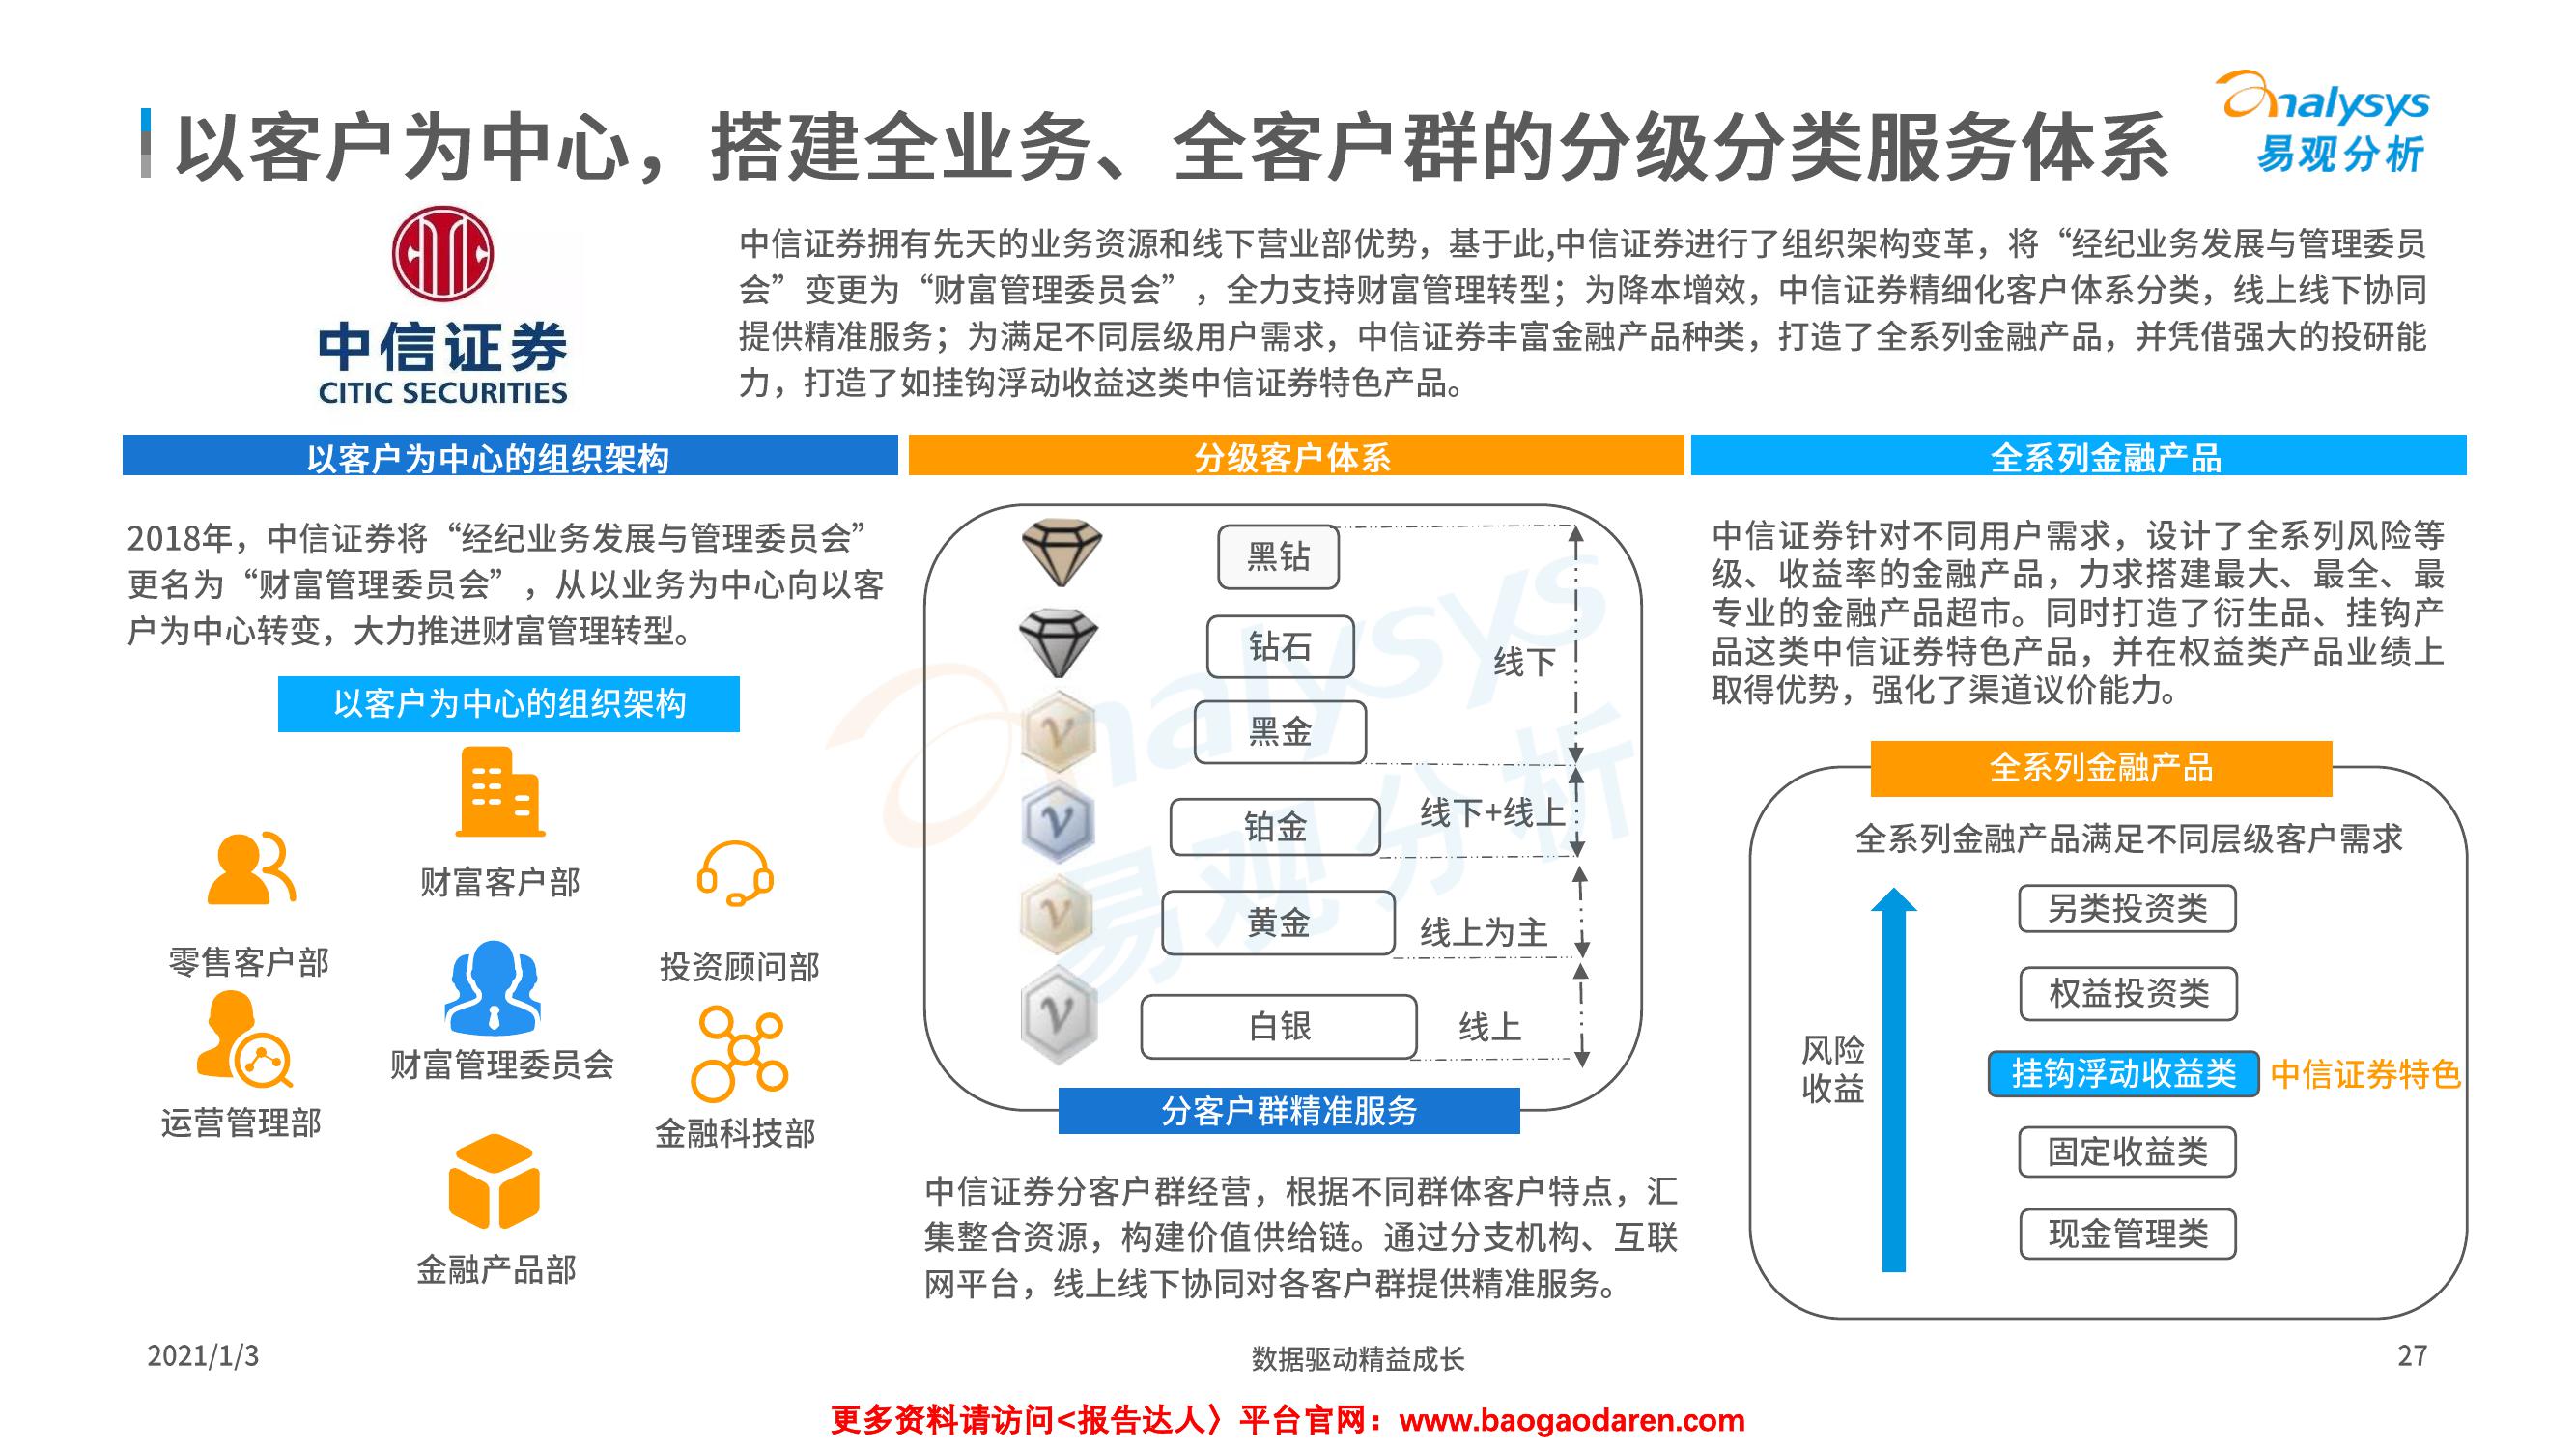 以客户为中心，搭建全业务、全客户群的分级分类服务体系
analysys
易观分析
中信证券
CITIC SECURITIES
中信证券拥有先天的业务资源和线下营业部优势，基于此,中信证券进行了组织架构变革，将“经纪业务发展与管理委员
会”变更为“财富管理委员会”，全力支持财富管理转型；为降本增效，中信证券精细化客户体系分类，线上线下协同
提供精准服务；为满足不同层级用户需求，中信证券丰富金融产品种类，打造了全系列金融产品，并凭借强大的投研能
力，打造了如挂钩浮动收益这类中信证券特色产品。
以客户为中心的组织架构
2018年，中信证券将“经纪业务发展与管理委员会”
更名为“财富管理委员会”，从以业务为中心向以客
户为中心转变，大力推进财富管理转型。
以客户为中心的组织架构
财富客户部
零售客户部
投资顾问部
财富管理委员会
运营管理部
金融科技部
金融产品部
分级客户体系
黑钻
钻石
线下
黑金
V
铂金
线下+线上
V
黄金
线上为主
V
白银
线上
V
analysys
易观分析
分客户群精准服务
中信证券分客户群经营，根据不同群体客户特点，汇
集整合资源，构建价值供给链。通过分支机构、互联
网平台，线上线下协同对各客户群提供精准服务。
全系列金融产品
中信证券针对不同用户需求，设计了全系列风险等
级、收益率的金融产品，力求搭建最大、最全、最
专业的金融产品超市。同时打造了衍生品、挂钩产
品这类中信证券特色产品，并在权益类产品业绩上
取得优势，强化了渠道议价能力。
全系列金融产品
全系列金融产品满足不同层级客户需求
另类投资类
权益投资类
风险
收益
挂钩浮动收益类
中信证券特色
固定收益类
现金管理类
2021/1/3
数据驱动精益成长
27
更多资料请访问<报告达人〉平台官网：www.baogaodaren.com